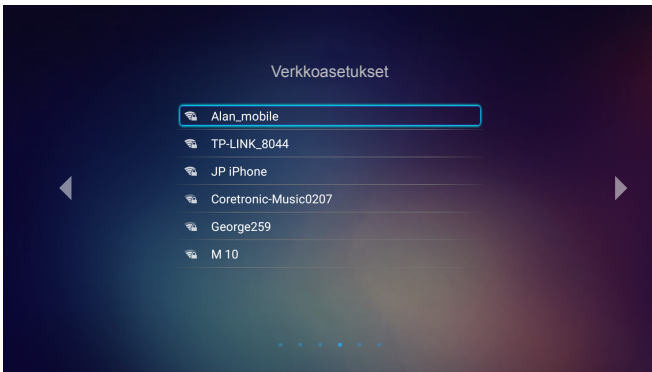 Verkkoasetukset
Alan_mobile
TP-LINK_8044
JP iPhone
Coretronic-Music0207
George259
M 10